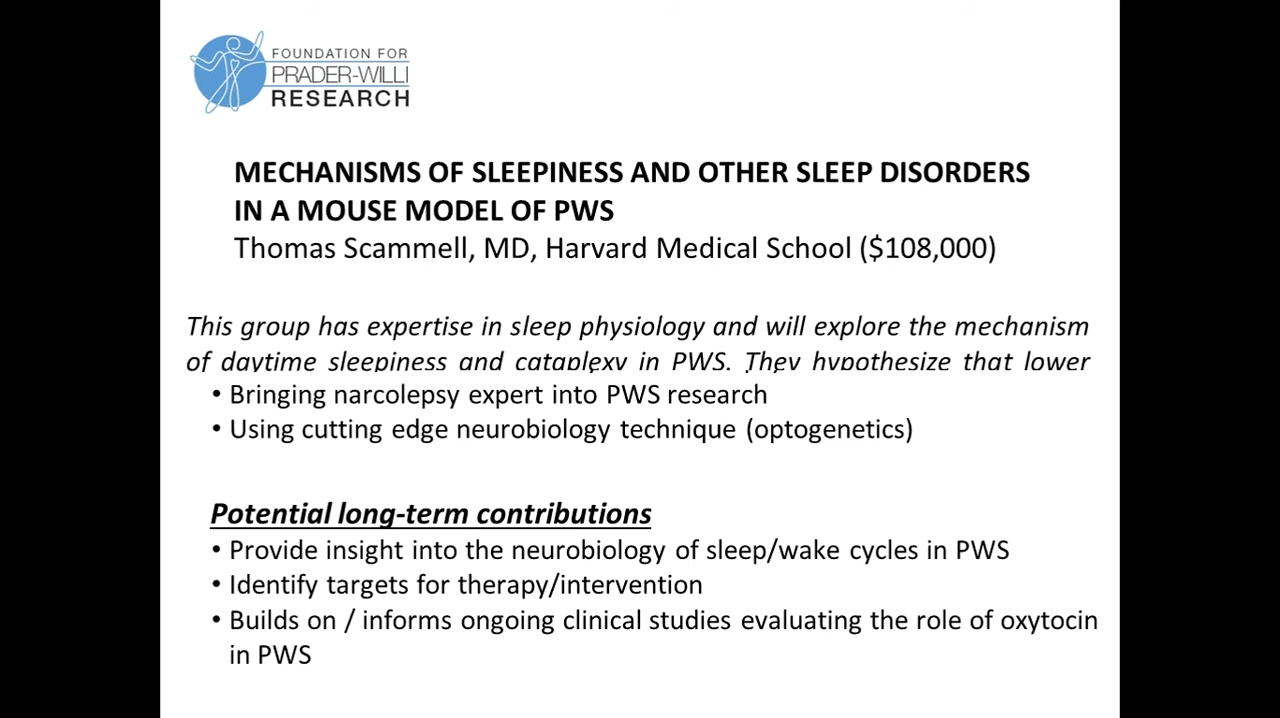 FOUNDATION FOR
PRADER-WILLI
RESEARCH
MECHANISMS OF SLEEPINESS AND OTHER SLEEP DISORDERS
IN A MOUSE MODEL OF PWS
Thomas Scammell, MD, Harvard Medical School ($108,000)
This group has expertise in sleep physiology and will explore the mechanism
of daytime sleepiness and cataplexy in PWS. They hypothesize that lower
• Bringing narcolepsy expert into PWS research
• Using cutting edge neurobiology technique (optogenetics)
Potential long-term contributions
• Provide insight into the neurobiology of sleep/wake cycles in PWS
• Identify targets for therapy/intervention
• Builds on / informs ongoing clinical studies evaluating the role of oxytocin
in PWS